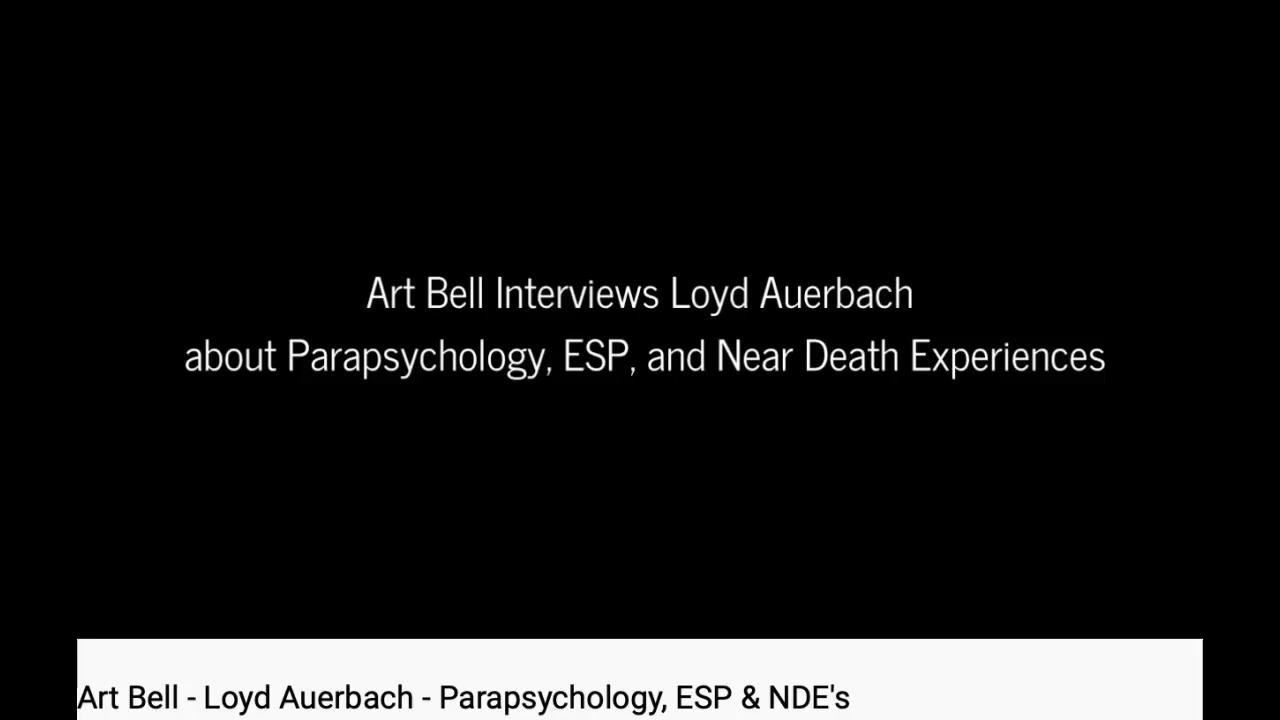 Art Bell Interviews Loyd Auerbach
about Parapsychology, ESP, and Near Death Experiences
Art Bell - Loyd Auerbach - Parapsychology, ESP & NDE's